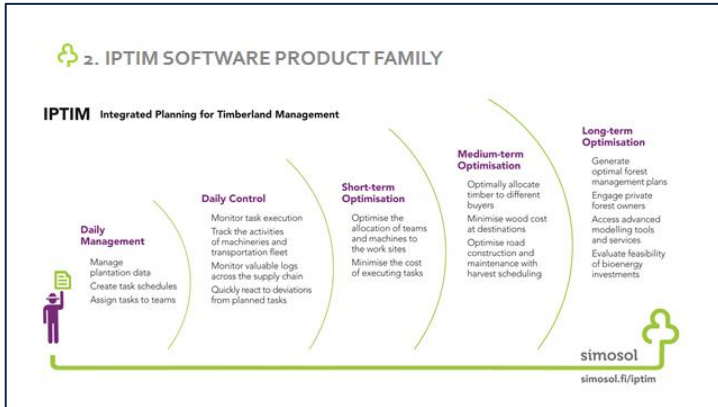 2. IPTIM SOFTWARE PRODUCT FAMILY
IPTIM Integrated Planning for Timberland Management
Daily
Management
Manage
plantation data
Create task schedules
Assign tasks to teams
Daily Control
Monitor task execution
Track the activities
of machineries and
transportation fleet
Monitor valuable logs
across the supply chain
Quickly react to deviations
from planned tasks
Short-term
Optimisation
Optimise the
allocation of teams
and machines to the
work sites
Minimise the cost
of executing tasks
Medium-term
Optimisation
Optimally allocate
timber to different
buyers
Minimise wood cost
at destinations
Optimise road
construction and
maintenance with
harvest scheduling
Long-term
Optimisation
Generate
optimal forest
management plans
Engage private
forest owners
Access advanced
modelling tools
and services
Evaluate feasibility
of bioenergy
investments
simosol
simosol.fi/iptim